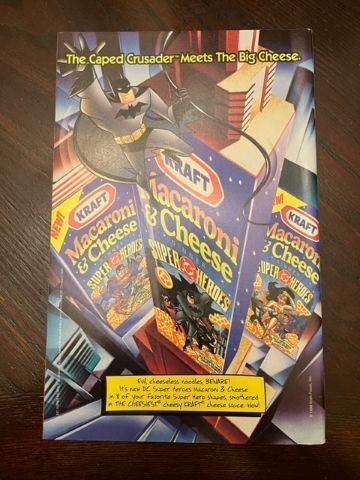 The Caped Crusader™ Meets The Big Cheese.
KRAFT
Macaroni
& Cheese
SUPER HEROES
NEW!
KRAFT
Macaroni
& Cheese
SUPER HEROES
KRAFT
Macaroni
& Cheese
SUPER HEROES
Evil, cheeseless noodles, BEWARE!
It's new DC Super Heroes Macaroni & Cheese
in 8 of your favorite Super Hero shapes, smothered
in THE CHEESIEST® cheesy KRAFT® cheese sauce. Wow!